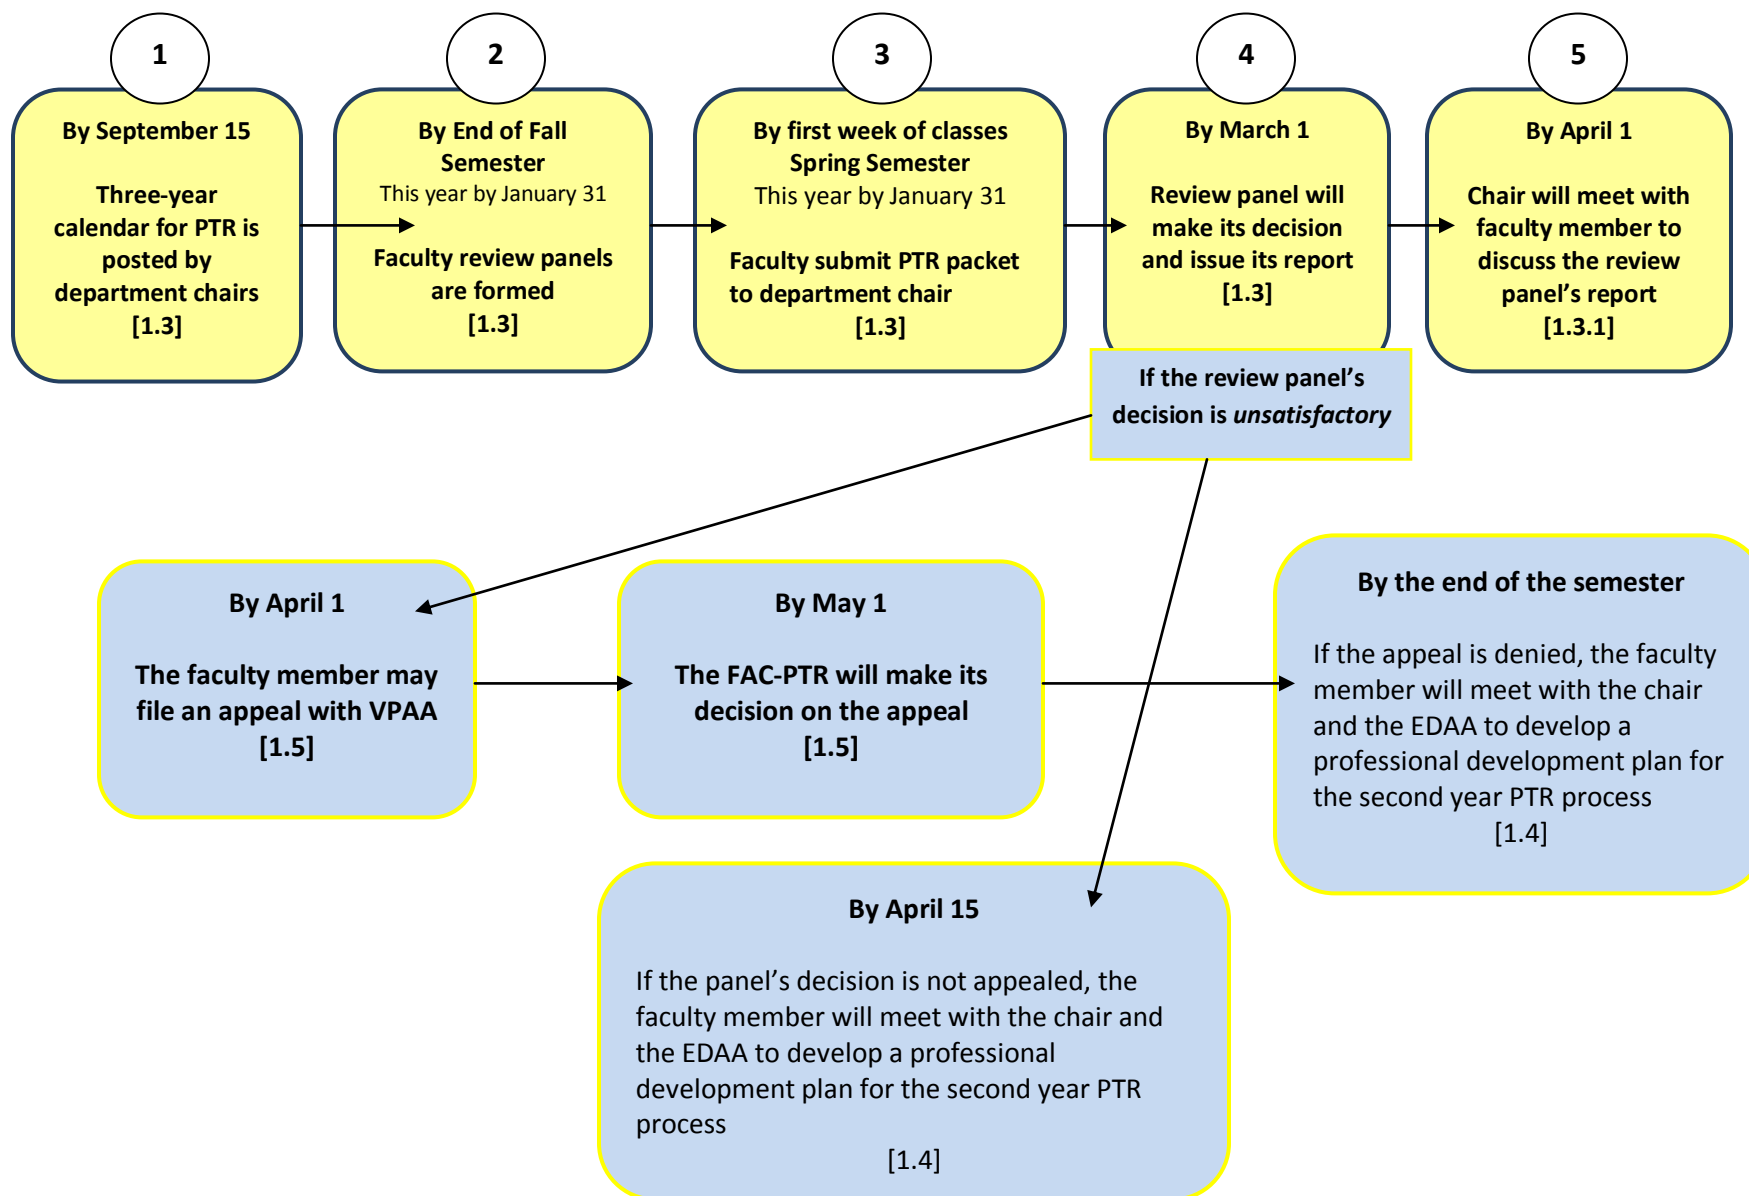 1
By September 15
Three-year
calendar for PTR is
posted by
department chairs
[1.3]
2
By End of Fall
Semester
This year by January 31
Faculty review panels
are formed
[1.3]
3
By first week of classes
Spring Semester
This year by January 31
Faculty submit PTR packet
to department chair
[1.3]
4
By March 1
Review panel will
make its decision
and issue its report
[1.3]
5
By April 1
Chair will meet with
faculty member to
discuss the review
panel’s report
[1.3.1]
If the review panel’s
decision is unsatisfactory
By April 1
The faculty member may
file an appeal with VPAA
[1.5]
By May 1
The FAC-PTR will make its
decision on the appeal
[1.5]
By the end of the semester
If the appeal is denied, the faculty
member will meet with the chair
and the EDAA to develop a
professional development plan for
the second year PTR process
[1.4]
By April 15
If the panel’s decision is not appealed, the
faculty member will meet with the chair and
the EDAA to develop a professional
development plan for the second year PTR
process
[1.4]